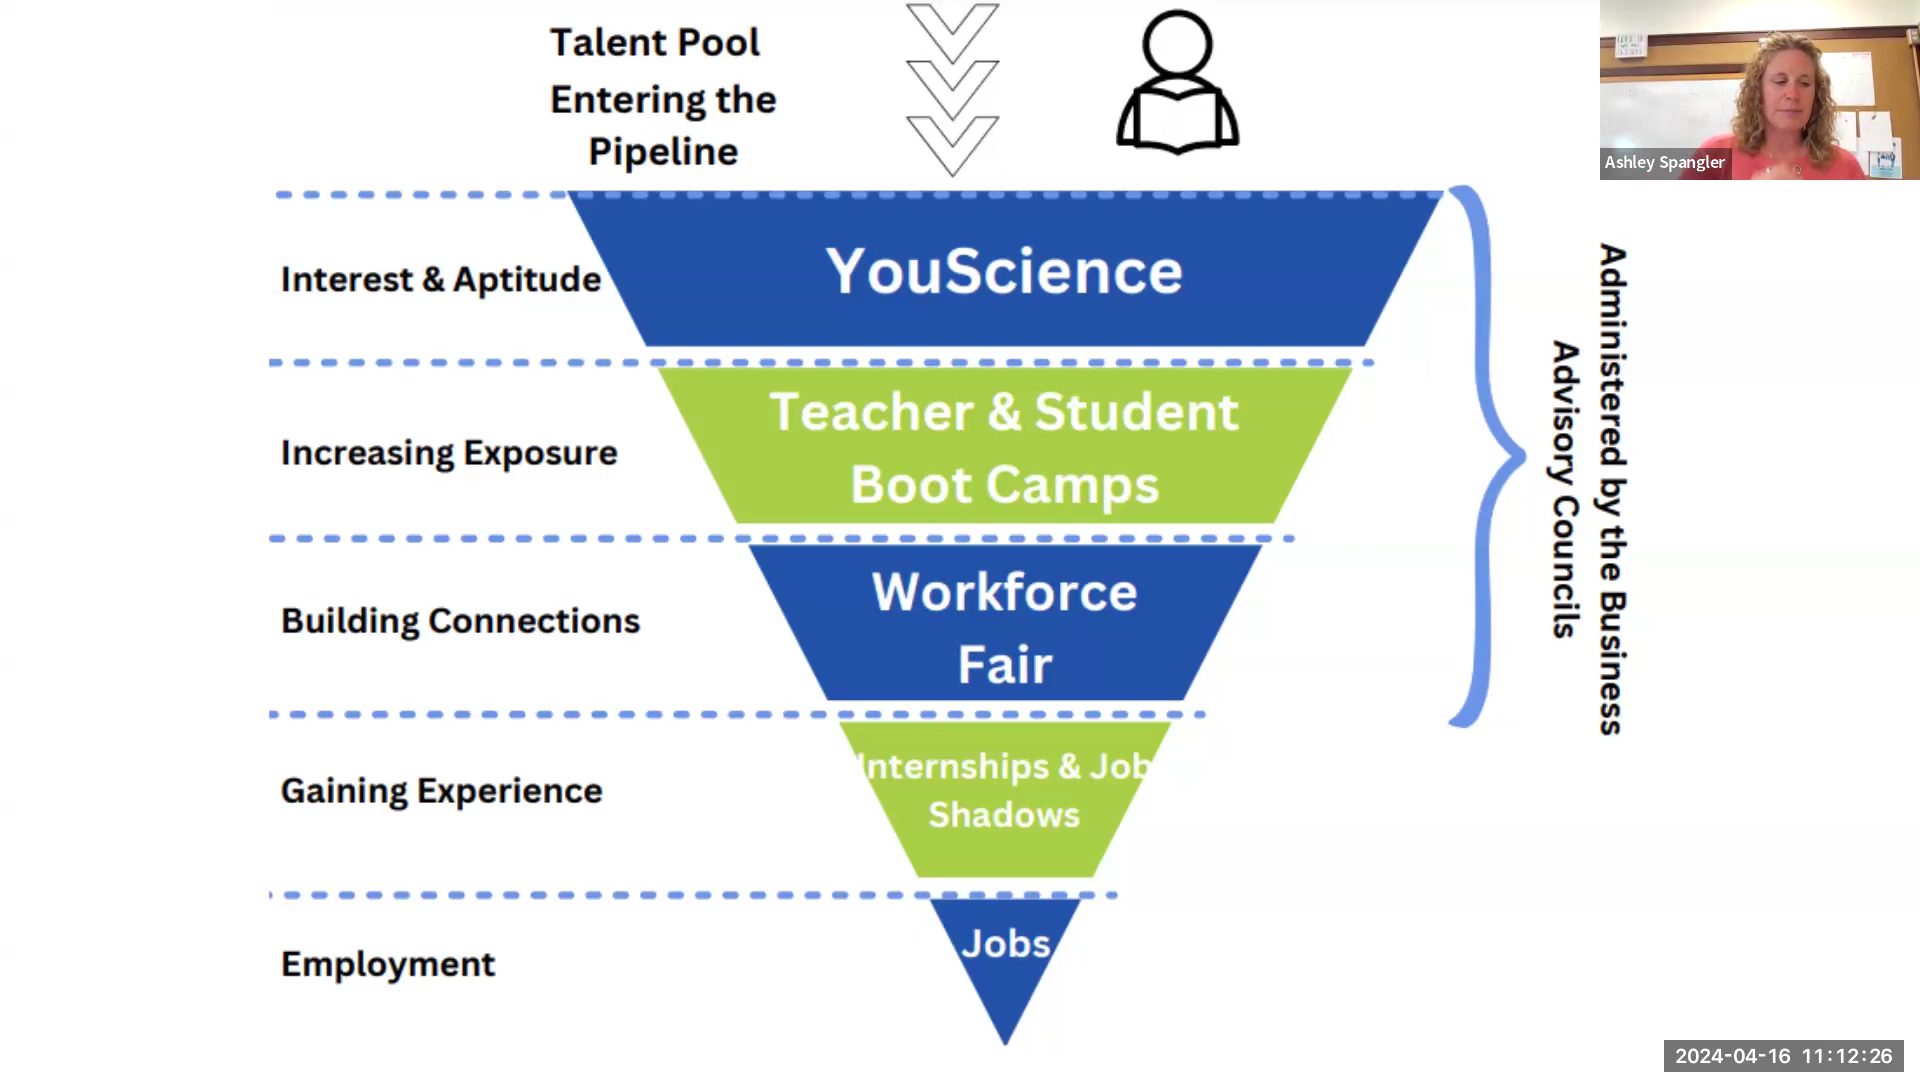 Talent Pool
Entering the
Pipeline
Ashley Spangler
Interest & Aptitude
YouScience
Increasing Exposure
Teacher & Student
Boot Camps
Building Connections
Workforce
Fair
Gaining Experience
Internships & Job
Shadows
Employment
Jobs
Administered by the Business
Advisory Councils
2024-04-16 11:12:26